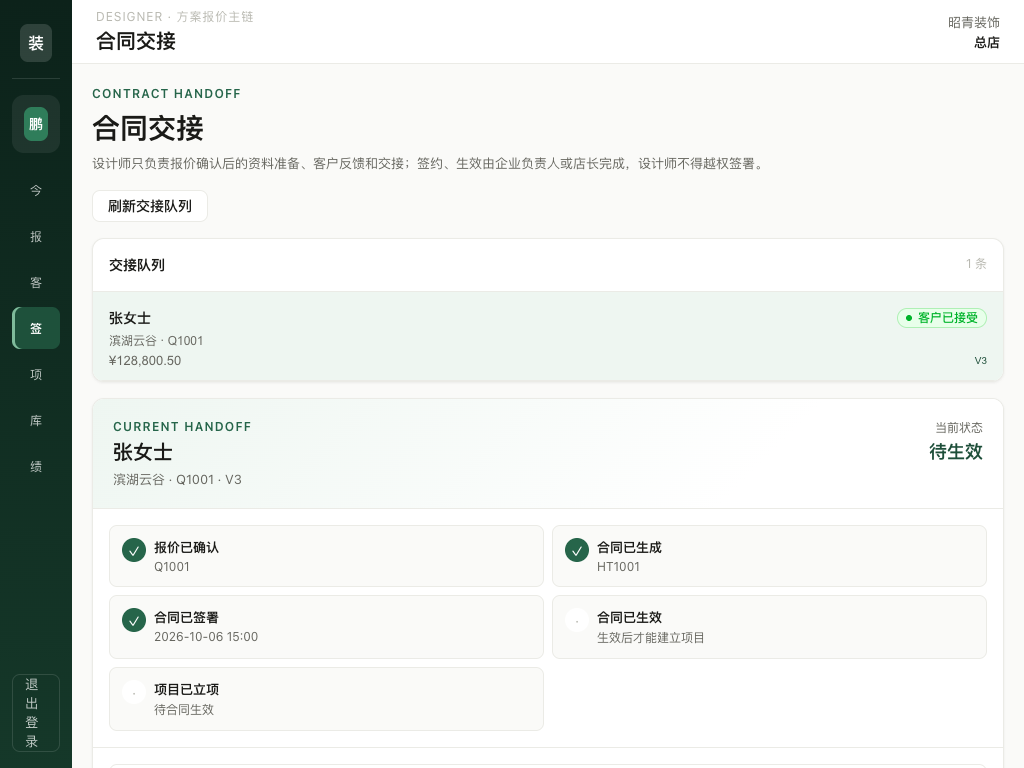 装
鹏
今
报
客
签
项
库
绩
退
出
登
录
DESIGNER · 方案报价主链
合同交接
昭青装饰
总店
CONTRACT HANDOFF
合同交接
设计师只负责报价确认后的资料准备、客户反馈和交接；签约、生效由企业负责人或店长完成，设计师不得越权签署。
刷新交接队列
交接队列
1 条
张女士
客户已接受
滨湖云谷 · Q1001
¥128,800.50
V3
CURRENT HANDOFF
当前状态
张女士
待生效
滨湖云谷 · Q1001 · V3
报价已确认
Q1001
合同已生成
HT1001
合同已签署
2026-10-06 15:00
合同已生效
生效后才能建立项目
项目已立项
待合同生效